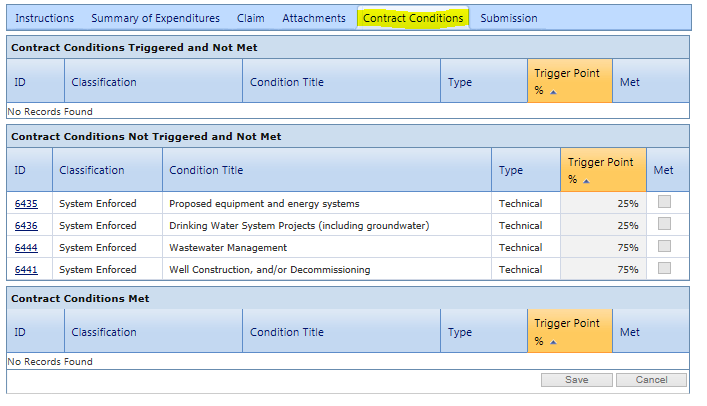 Instructions Summary of Expenditures Claim Attachments Contract Conditions Submission
Contract Conditions Triggered and Not Met
ID Classification Condition Title Type Trigger Point % Met
No Records Found
Contract Conditions Not Triggered and Not Met
ID Classification Condition Title Type Trigger Point % Met
6435 System Enforced Proposed equipment and energy systems Technical 25%
6436 System Enforced Drinking Water System Projects (including groundwater) Technical 25%
6444 System Enforced Wastewater Management Technical 75%
6441 System Enforced Well Construction, and/or Decommissioning Technical 75%
Contract Conditions Met
ID Classification Condition Title Type Trigger Point % Met
No Records Found
Save Cancel